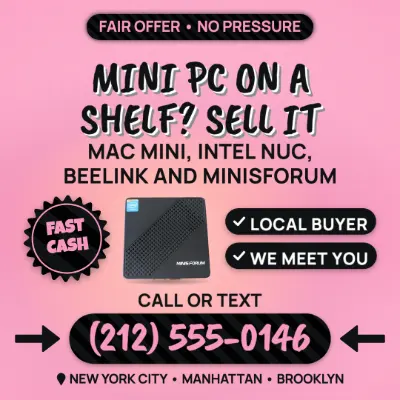 FAIR OFFER • NO PRESSURE
MINI PC ON A
SHELF? SELL IT
MAC MINI, INTEL NUC,
BEELINK AND MINISFORUM
FAST
CASH
MINISFORUM
LOCAL BUYER
WE MEET YOU
CALL OR TEXT
(212) 555-0146
NEW YORK CITY • MANHATTAN • BROOKLYN